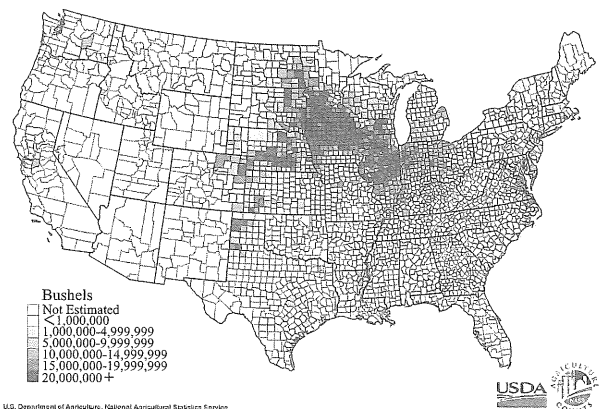 Bushels
Not Estimated
<1,000,000
1,000,000-4,999,999
5,000,000-9,999,999
10,000,000-14,999,999
15,000,000-19,999,999
20,000,000+
U.S. Department of Agriculture, National Agricultural Statistics Service
USDA
AGRICULTURE